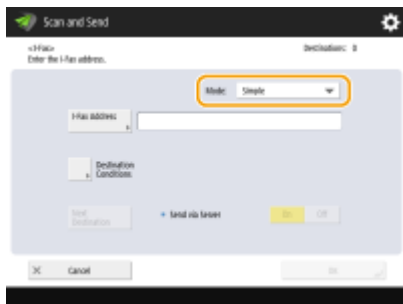 Scan and Send
<I-Fax>
Enter the I-Fax address.
Destinations: 0
Mode: Simple
I-Fax Address
Destination
Conditions
Next
Destination
Send via Server
On
Off
Cancel
OK